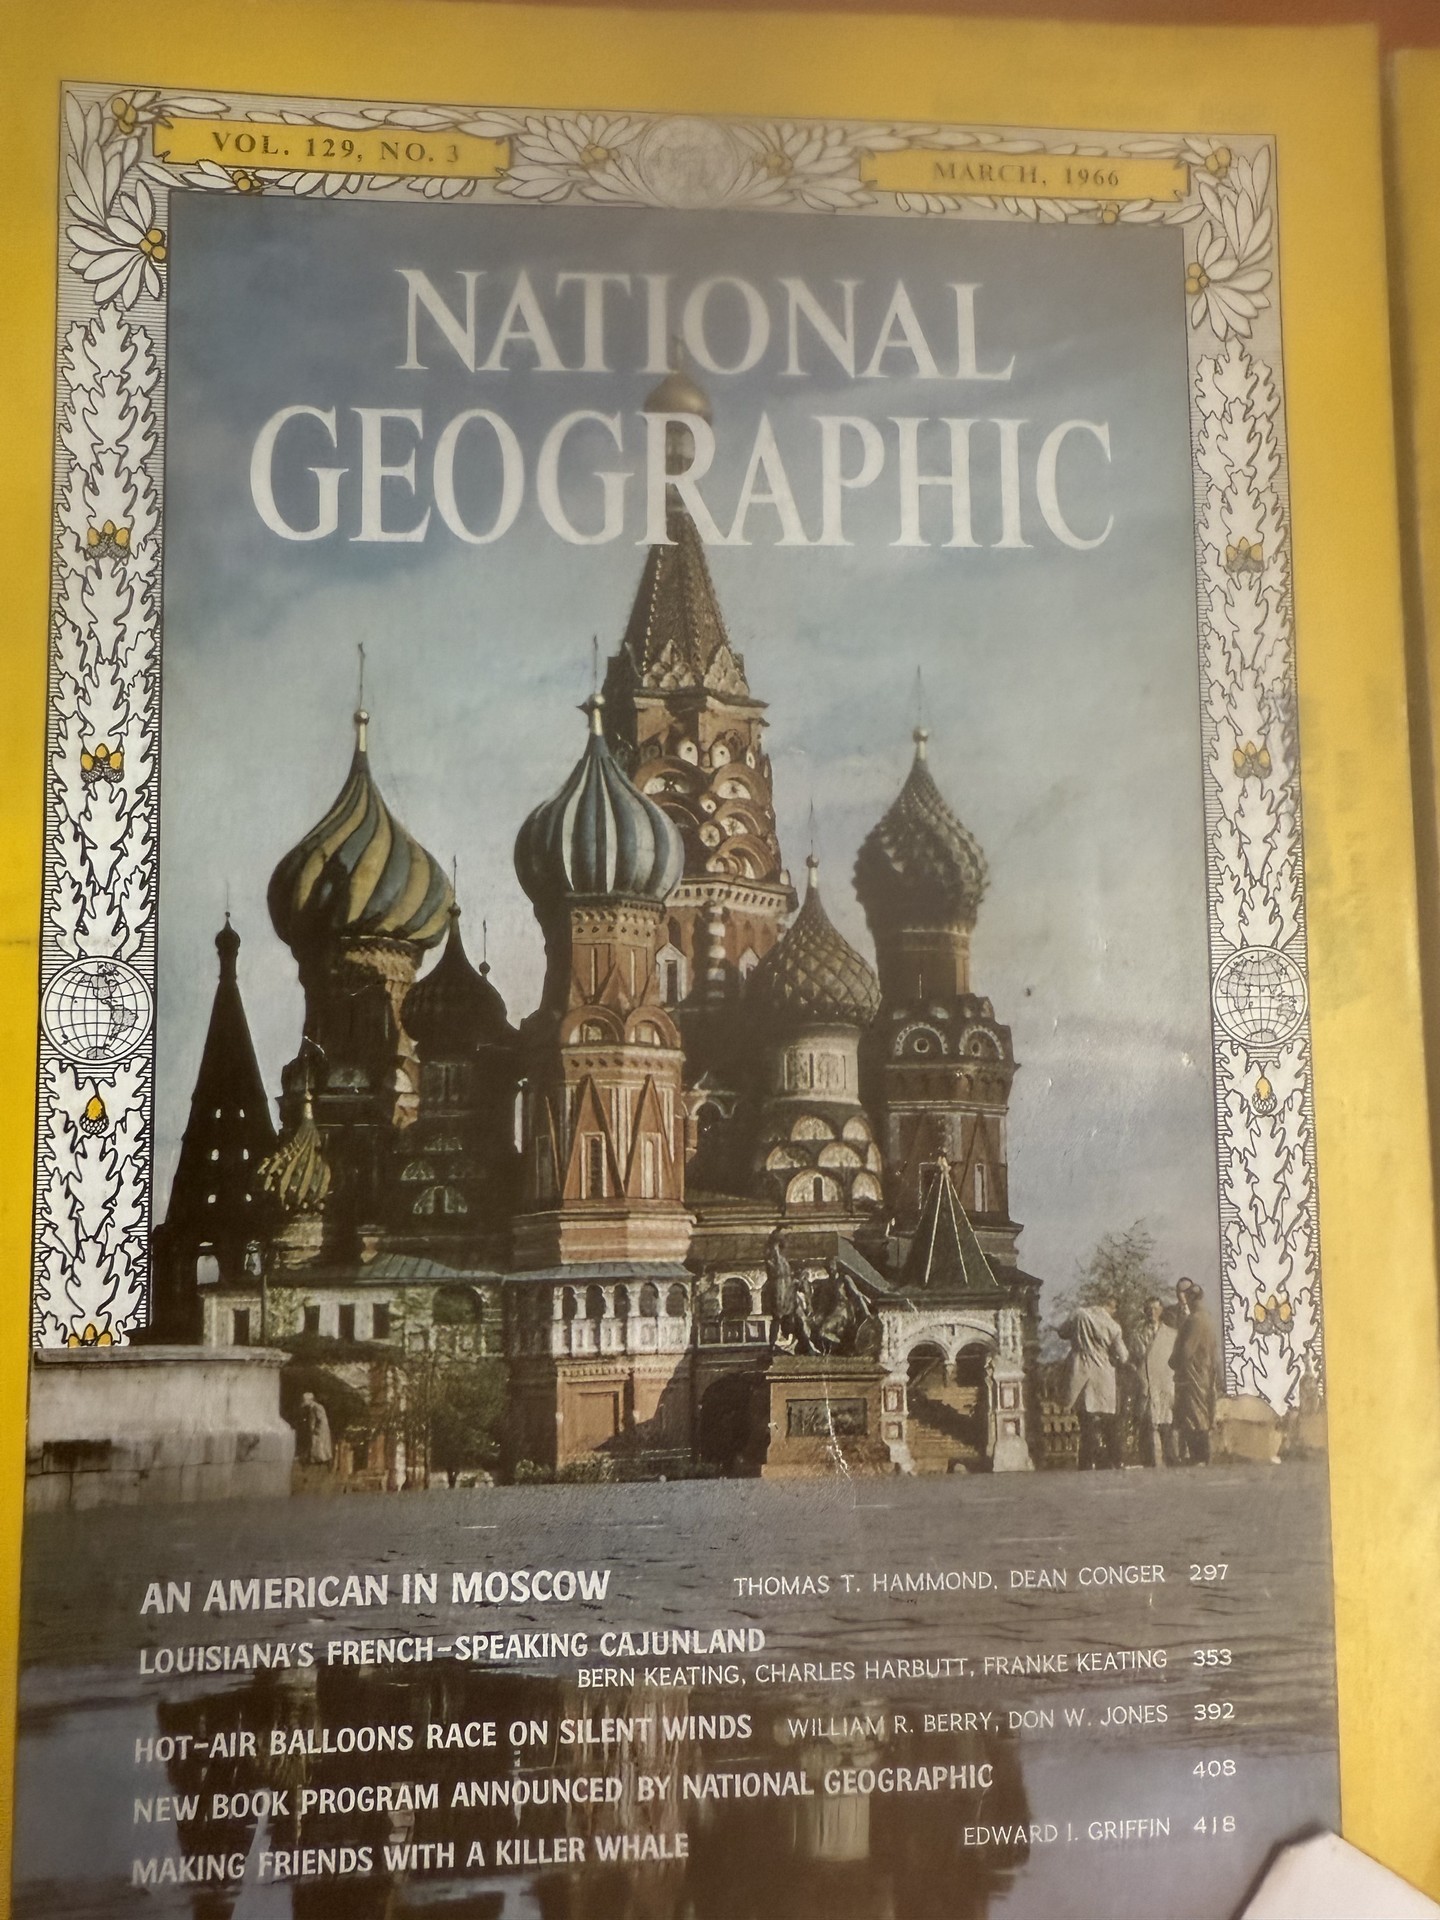 VOL. 129, NO. 3
MARCH, 1966
NATIONAL
GEOGRAPHIC
AN AMERICAN IN MOSCOW THOMAS T. HAMMOND, DEAN CONGER 297
LOUISIANA'S FRENCH-SPEAKING CAJUNLAND
BERN KEATING, CHARLES HARBUTT, FRANKE KEATING 353
HOT-AIR BALLOONS RACE ON SILENT WINDS WILLIAM R. BERRY, DON W. JONES 392
NEW BOOK PROGRAM ANNOUNCED BY NATIONAL GEOGRAPHIC 408
MAKING FRIENDS WITH A KILLER WHALE EDWARD I. GRIFFIN 418